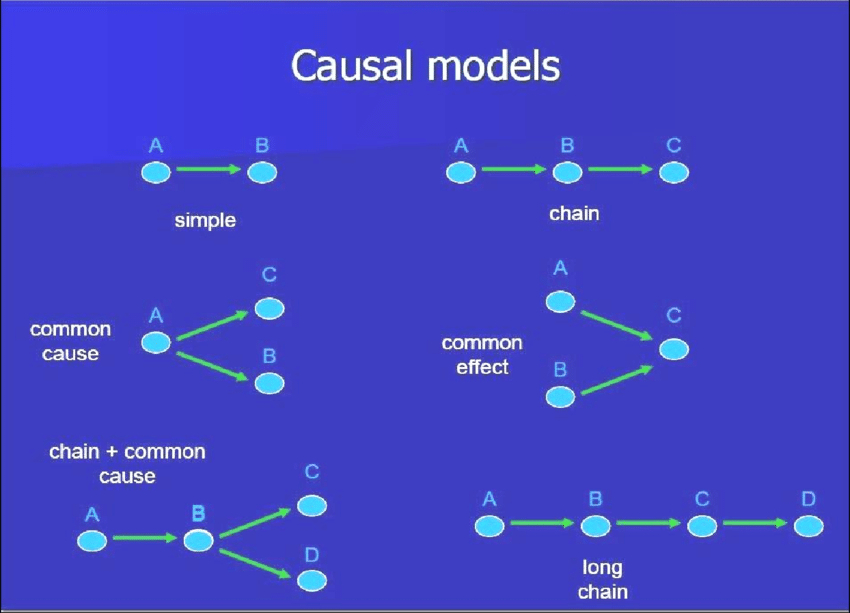 Causal models
A B
simple
A B C
chain
common
cause
A
C
B
common
effect
A
B
C
chain + common
cause
A B
C
D
A B C D
long
chain